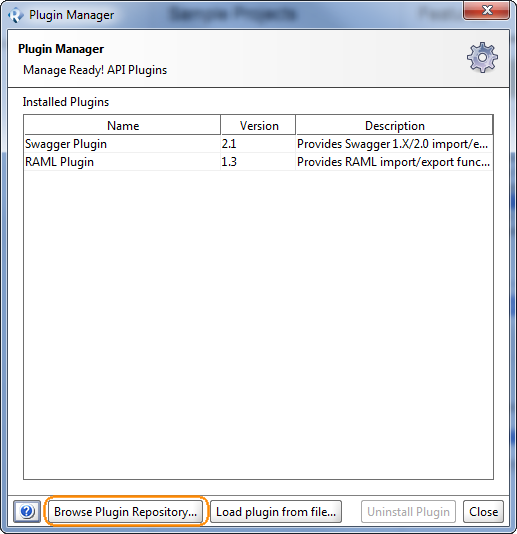 Sample Projects
Plugin Manager
Plugin Manager
Manage Ready! API Plugins
Installed Plugins
Name Version Description
Swagger Plugin 2.1 Provides Swagger 1.X/2.0 import/e...
RAML Plugin 1.3 Provides RAML import/export func...
Browse Plugin Repository... Load plugin from file... Uninstall Plugin Close